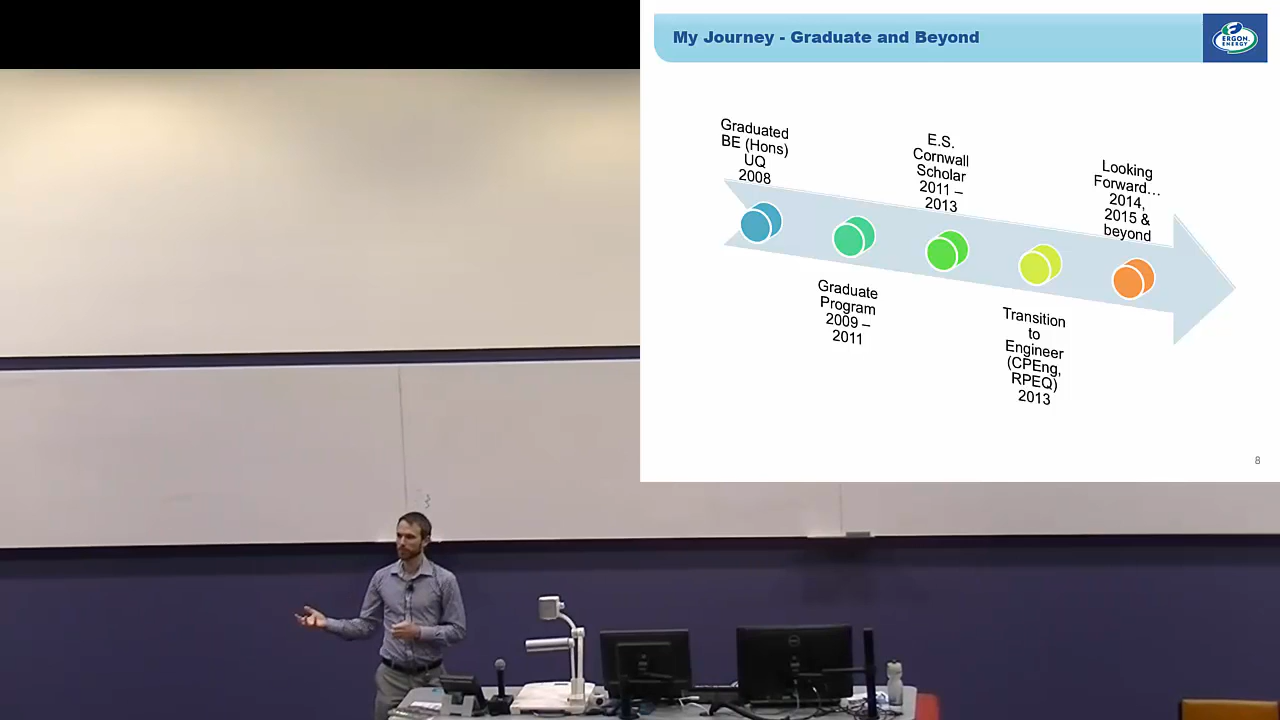 My Journey - Graduate and Beyond
ERGON
ENERGY
Graduated
BE (Hons)
UQ
2008
Graduate
Program
2009 –
2011
E.S.
Cornwall
Scholar
2011 –
2013
Transition
to
Engineer
(CPEng,
RPEQ)
2013
Looking
Forward…
2014,
2015 &
beyond
8